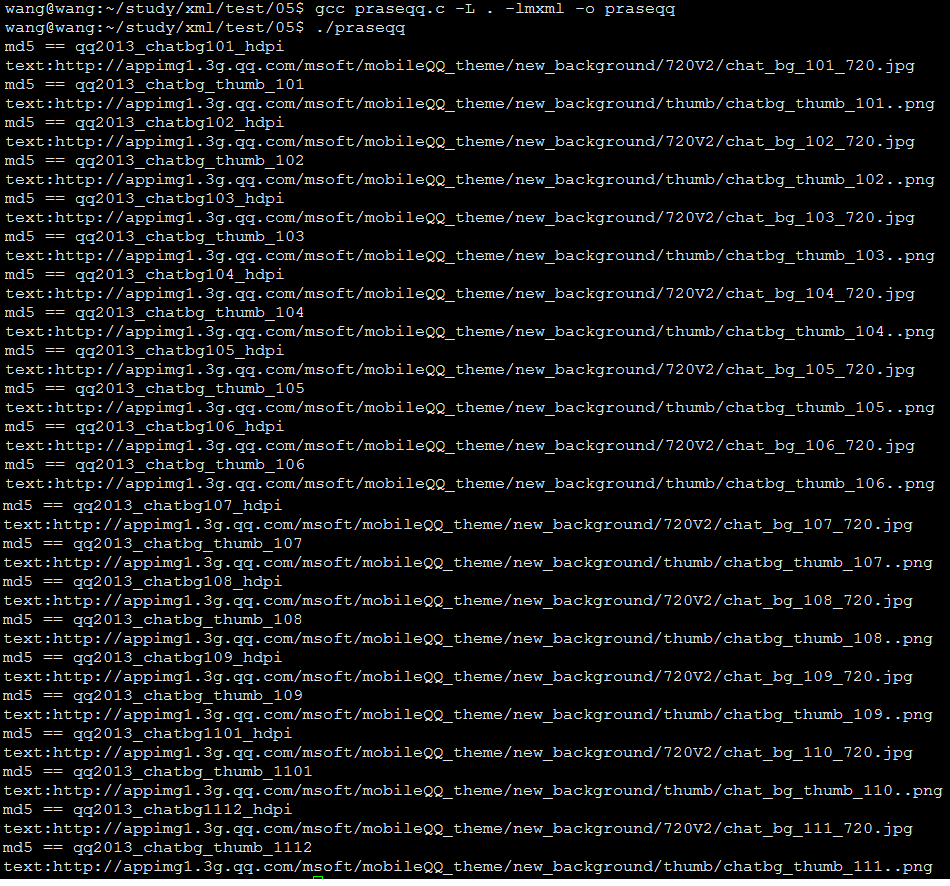 wang@wang:~/study/xml/test/05$ gcc praseqq.c -L . -lmxml -o praseqq
wang@wang:~/study/xml/test/05$ ./praseqq
md5 == qq2013_chatbg101_hdpi
text:http://appimg1.3g.qq.com/msoft/mobileQQ_theme/new_background/720V2/chat_bg_101_720.jpg
md5 == qq2013_chatbg_thumb_101
text:http://appimg1.3g.qq.com/msoft/mobileQQ_theme/new_background/thumb/chatbg_thumb_101..png
md5 == qq2013_chatbg102_hdpi
text:http://appimg1.3g.qq.com/msoft/mobileQQ_theme/new_background/720V2/chat_bg_102_720.jpg
md5 == qq2013_chatbg_thumb_102
text:http://appimg1.3g.qq.com/msoft/mobileQQ_theme/new_background/thumb/chatbg_thumb_102..png
md5 == qq2013_chatbg103_hdpi
text:http://appimg1.3g.qq.com/msoft/mobileQQ_theme/new_background/720V2/chat_bg_103_720.jpg
md5 == qq2013_chatbg_thumb_103
text:http://appimg1.3g.qq.com/msoft/mobileQQ_theme/new_background/thumb/chatbg_thumb_103..png
md5 == qq2013_chatbg104_hdpi
text:http://appimg1.3g.qq.com/msoft/mobileQQ_theme/new_background/720V2/chat_bg_104_720.jpg
md5 == qq2013_chatbg_thumb_104
text:http://appimg1.3g.qq.com/msoft/mobileQQ_theme/new_background/thumb/chatbg_thumb_104..png
md5 == qq2013_chatbg105_hdpi
text:http://appimg1.3g.qq.com/msoft/mobileQQ_theme/new_background/720V2/chat_bg_105_720.jpg
md5 == qq2013_chatbg_thumb_105
text:http://appimg1.3g.qq.com/msoft/mobileQQ_theme/new_background/thumb/chatbg_thumb_105..png
md5 == qq2013_chatbg106_hdpi
text:http://appimg1.3g.qq.com/msoft/mobileQQ_theme/new_background/720V2/chat_bg_106_720.jpg
md5 == qq2013_chatbg_thumb_106
text:http://appimg1.3g.qq.com/msoft/mobileQQ_theme/new_background/thumb/chatbg_thumb_106..png
md5 == qq2013_chatbg107_hdpi
text:http://appimg1.3g.qq.com/msoft/mobileQQ_theme/new_background/720V2/chat_bg_107_720.jpg
md5 == qq2013_chatbg_thumb_107
text:http://appimg1.3g.qq.com/msoft/mobileQQ_theme/new_background/thumb/chatbg_thumb_107..png
md5 == qq2013_chatbg108_hdpi
text:http://appimg1.3g.qq.com/msoft/mobileQQ_theme/new_background/720V2/chat_bg_108_720.jpg
md5 == qq2013_chatbg_thumb_108
text:http://appimg1.3g.qq.com/msoft/mobileQQ_theme/new_background/thumb/chatbg_thumb_108..png
md5 == qq2013_chatbg109_hdpi
text:http://appimg1.3g.qq.com/msoft/mobileQQ_theme/new_background/720V2/chat_bg_109_720.jpg
md5 == qq2013_chatbg_thumb_109
text:http://appimg1.3g.qq.com/msoft/mobileQQ_theme/new_background/thumb/chatbg_thumb_109..png
md5 == qq2013_chatbg1101_hdpi
text:http://appimg1.3g.qq.com/msoft/mobileQQ_theme/new_background/720V2/chat_bg_110_720.jpg
md5 == qq2013_chatbg_thumb_1101
text:http://appimg1.3g.qq.com/msoft/mobileQQ_theme/new_background/thumb/chat_bg_thumb_110..png
md5 == qq2013_chatbg1112_hdpi
text:http://appimg1.3g.qq.com/msoft/mobileQQ_theme/new_background/720V2/chat_bg_111_720.jpg
md5 == qq2013_chatbg_thumb_1112
text:http://appimg1.3g.qq.com/msoft/mobileQQ_theme/new_background/thumb/chatbg_thumb_111..png